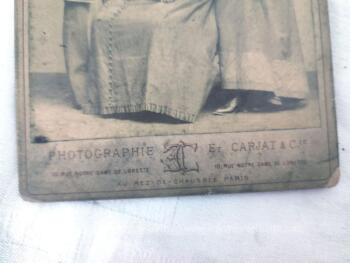 PHOTOGRAPHIE EC ET. CARJAT & Cie
10, RUE NOTRE DAME DE LORETTE 10, RUE NOTRE DAME DE LORETTE
AU REZ-DE-CHAUSSÉE PARIS